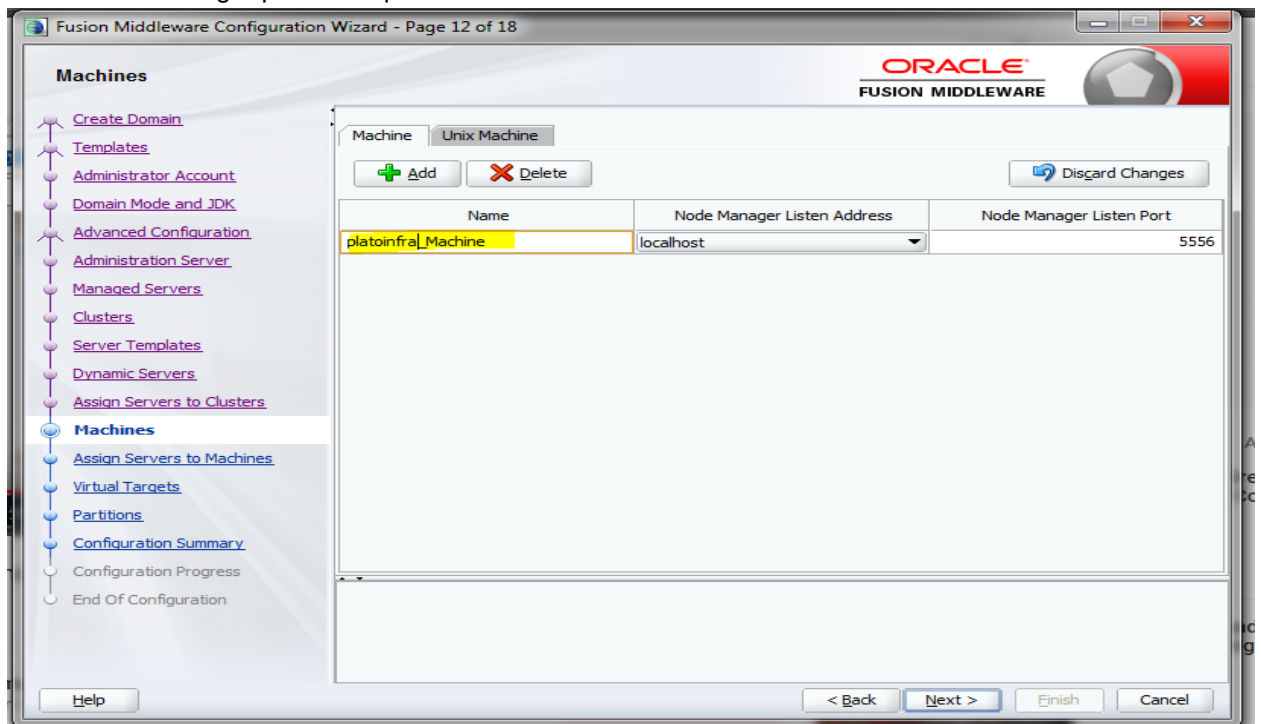 Fusion Middleware Configuration Wizard - Page 12 of 18
Machines
ORACLE
FUSION MIDDLEWARE
Create Domain
Templates
Administrator Account
Domain Mode and JDK
Advanced Configuration
Administration Server
Managed Servers
Clusters
Server Templates
Dynamic Servers
Assign Servers to Clusters
Machines
Assign Servers to Machines
Virtual Targets
Partitions
Configuration Summary
Configuration Progress
End Of Configuration
Machine Unix Machine
Add Delete Discard Changes
Name Node Manager Listen Address Node Manager Listen Port
platoinfra_Machine localhost 5556
Help < Back Next > Finish Cancel